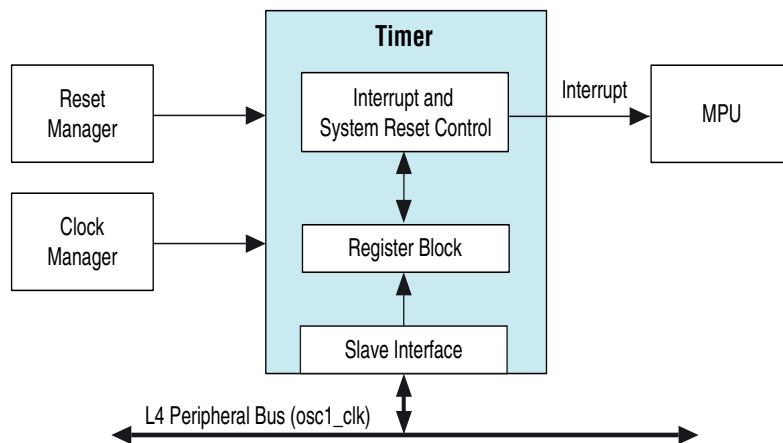 Timer
Reset
Manager
Interrupt and
System Reset Control
Interrupt
MPU
Clock
Manager
Register Block
Slave Interface
L4 Peripheral Bus (osc1_clk)